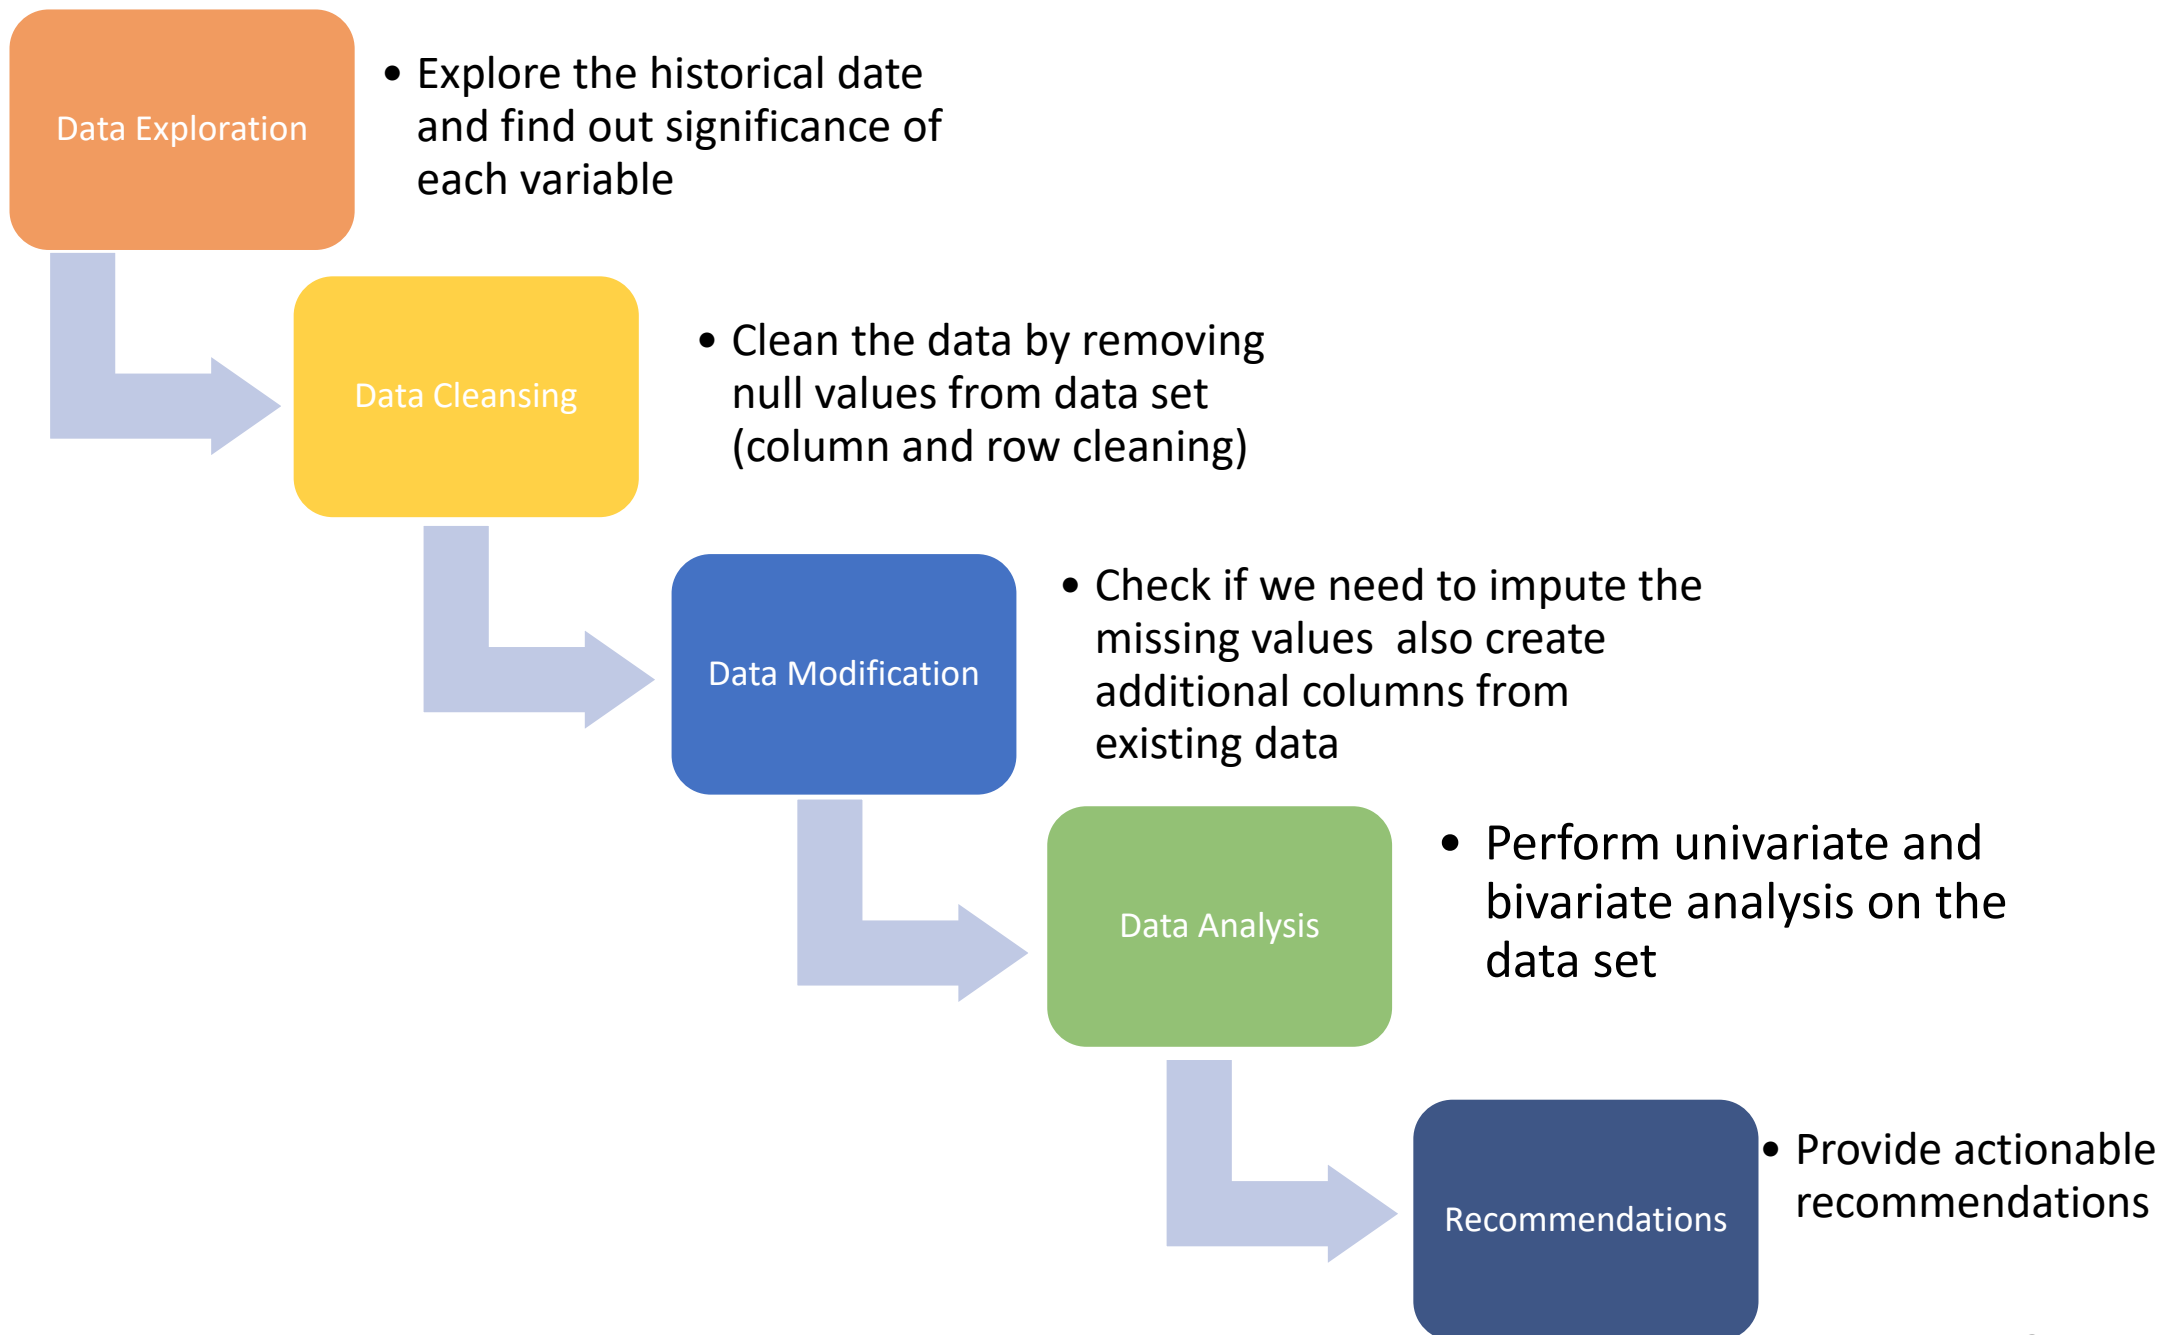 Data Exploration
• Explore the historical date
and find out significance of
each variable
Data Cleansing
• Clean the data by removing
null values from data set
(column and row cleaning)
Data Modification
• Check if we need to impute the
missing values  also create
additional columns from
existing data
Data Analysis
• Perform univariate and
bivariate analysis on the
data set
Recommendations
• Provide actionable
recommendations